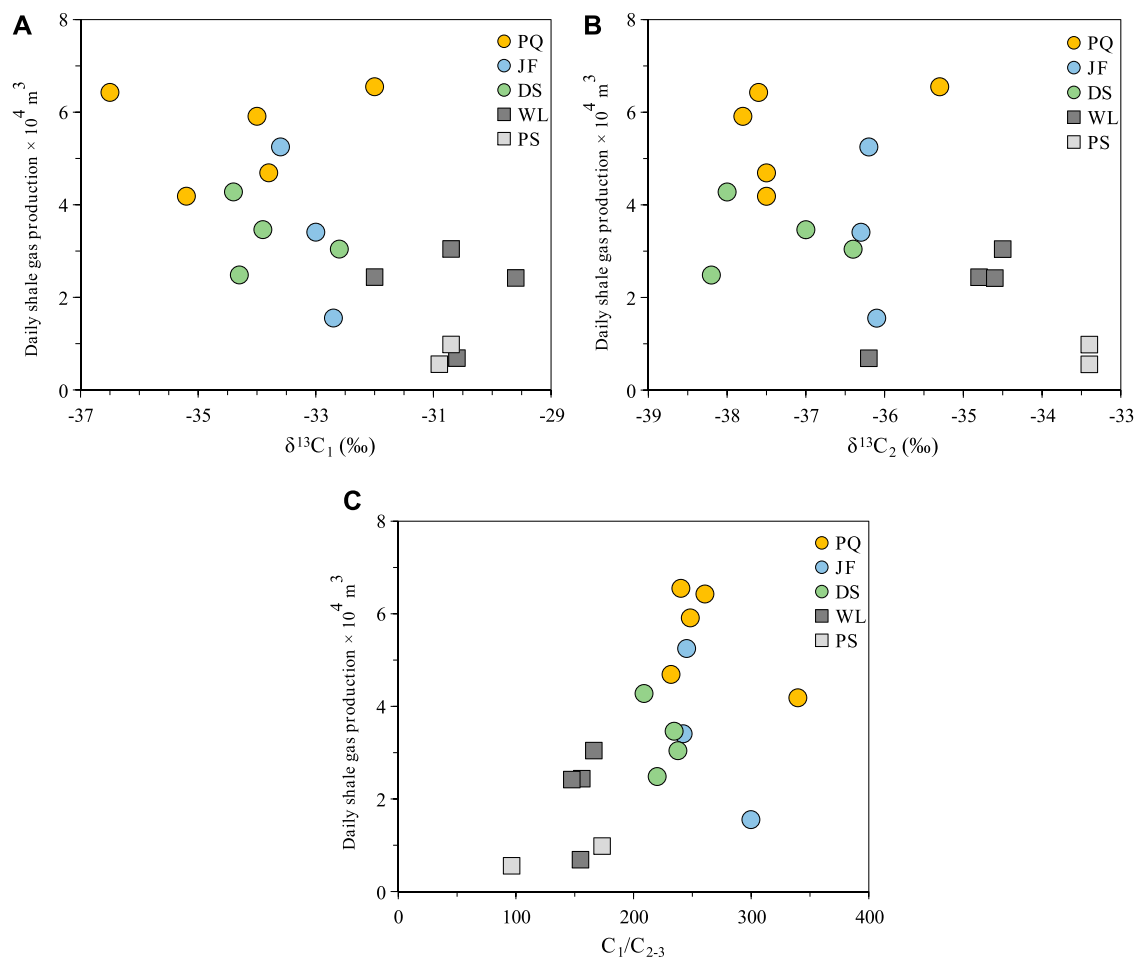 A
Daily shale gas production × 10⁴ m³
8
6
4
2
0
PQ
JF
DS
WL
PS
-37
-35
-33
-31
-29
δ¹³C₁ (‰)
B
Daily shale gas production × 10⁴ m³
8
6
4
2
0
PQ
JF
DS
WL
PS
-39
-38
-37
-36
-35
-34
-33
δ¹³C₂ (‰)
C
Daily shale gas production × 10⁴ m³
8
6
4
2
0
PQ
JF
DS
WL
PS
0
100
200
300
400
C₁/C₂₋₃